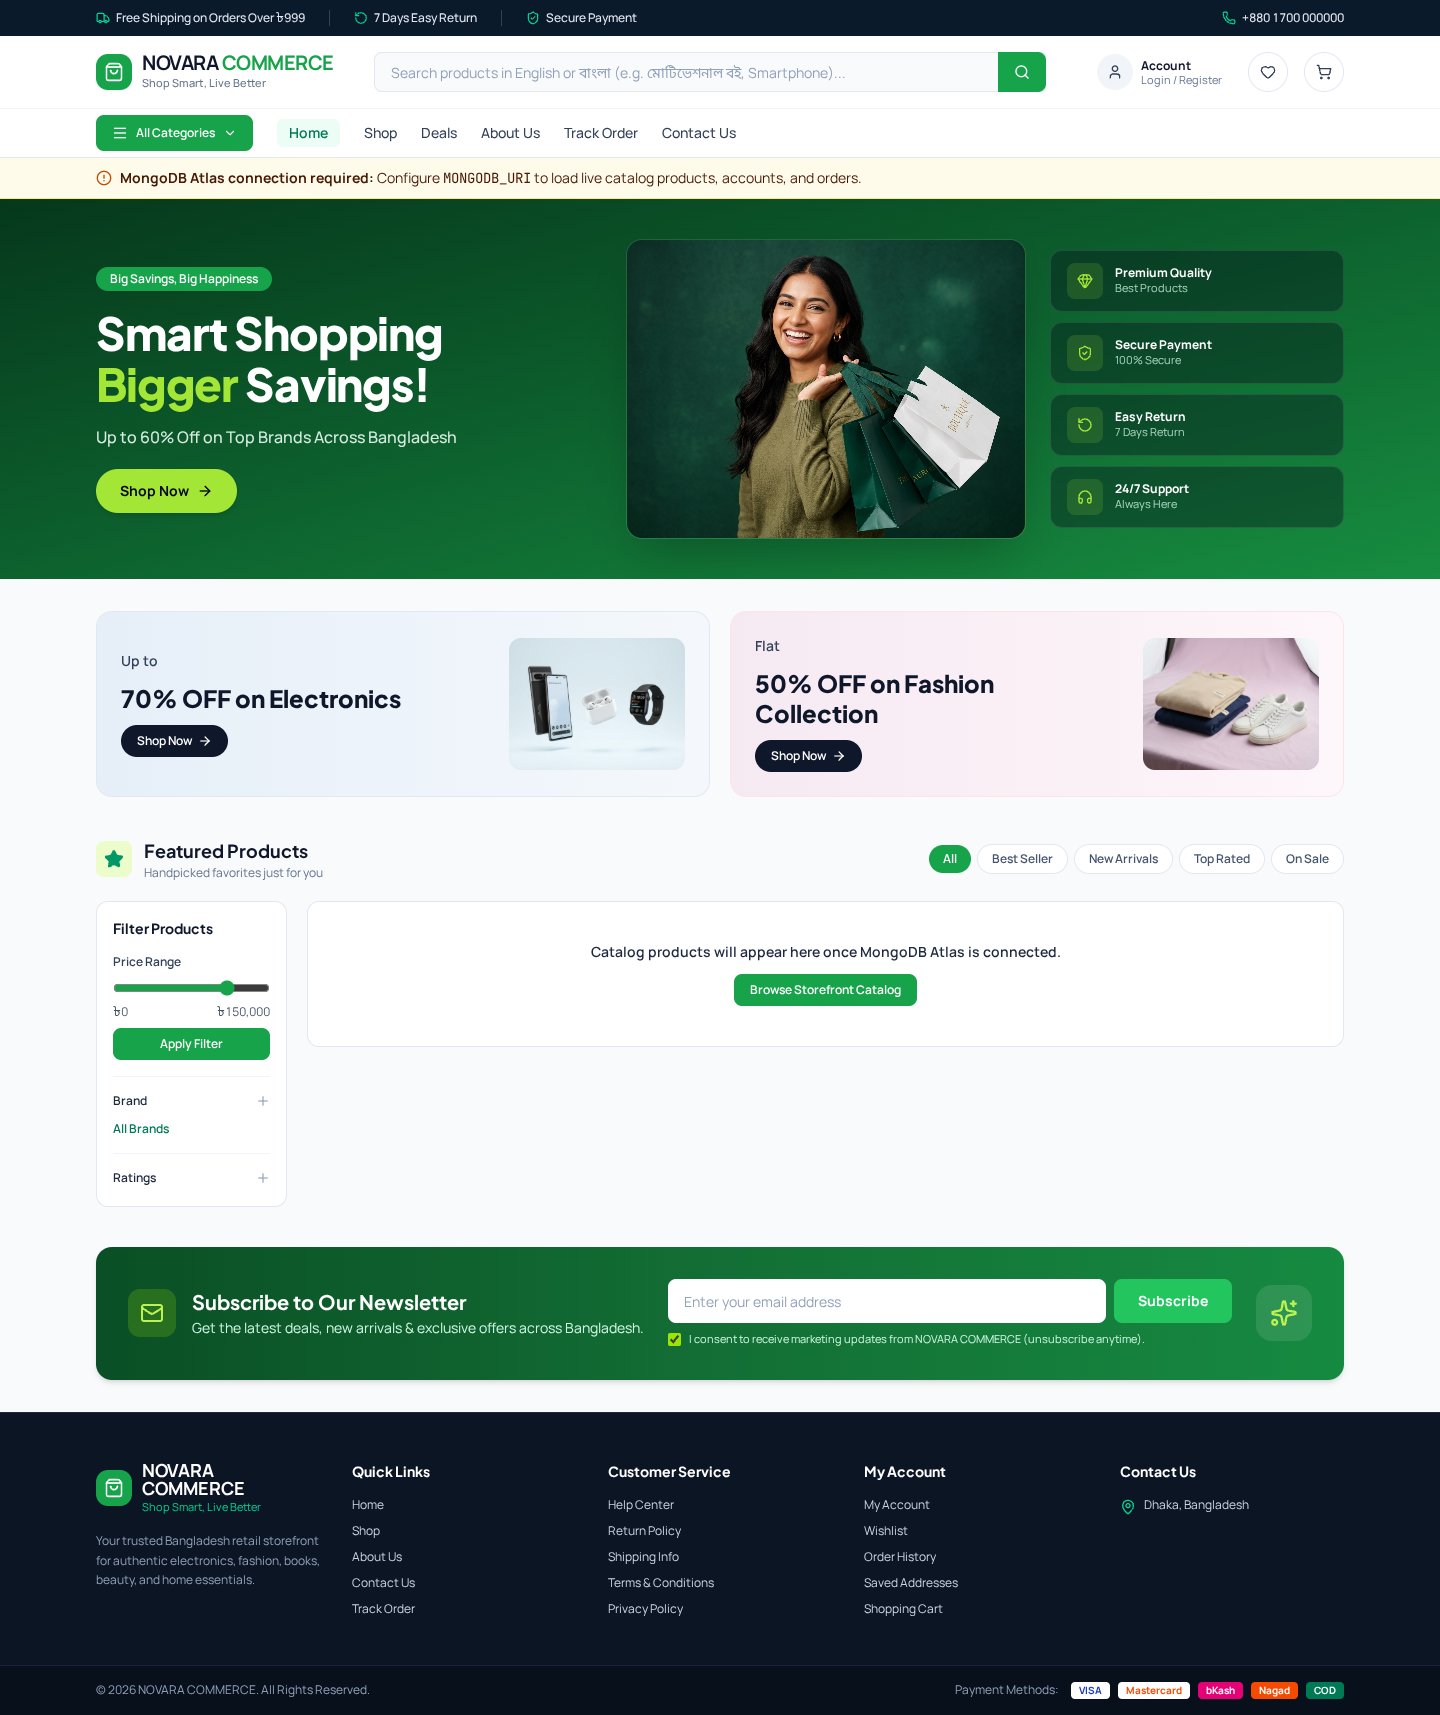 Free Shipping on Orders Over ৳999
7 Days Easy Return
Secure Payment
+880 1700 000000
NOVARA COMMERCE
Shop Smart, Live Better
Search products in English or বাংলা (e.g. মোটিভেশনাল বই, Smartphone)...
Account
Login / Register
All Categories
Home
Shop
Deals
About Us
Track Order
Contact Us
MongoDB Atlas connection required: Configure MONGODB_URI to load live catalog products, accounts, and orders.
Big Savings, Big Happiness
Smart Shopping
Bigger Savings!
Up to 60% Off on Top Brands Across Bangladesh
Shop Now
BOUTIQUE
Premium Quality
Best Products
Secure Payment
100% Secure
Easy Return
7 Days Return
24/7 Support
Always Here
Up to
70% OFF on Electronics
Shop Now
Flat
50% OFF on Fashion
Collection
Shop Now
Featured Products
Handpicked favorites just for you
All
Best Seller
New Arrivals
Top Rated
On Sale
Filter Products
Price Range
৳0
৳150,000
Apply Filter
Brand
All Brands
Ratings
Catalog products will appear here once MongoDB Atlas is connected.
Browse Storefront Catalog
Subscribe to Our Newsletter
Get the latest deals, new arrivals & exclusive offers across Bangladesh.
Enter your email address
Subscribe
I consent to receive marketing updates from NOVARA COMMERCE (unsubscribe anytime).
NOVARA
COMMERCE
Shop Smart, Live Better
Your trusted Bangladesh retail storefront
for authentic electronics, fashion, books,
beauty, and home essentials.
Quick Links
Home
Shop
About Us
Contact Us
Track Order
Customer Service
Help Center
Return Policy
Shipping Info
Terms & Conditions
Privacy Policy
My Account
My Account
Wishlist
Order History
Saved Addresses
Shopping Cart
Contact Us
Dhaka, Bangladesh
© 2026 NOVARA COMMERCE. All Rights Reserved.
Payment Methods:
VISA
Mastercard
bKash
Nagad
COD